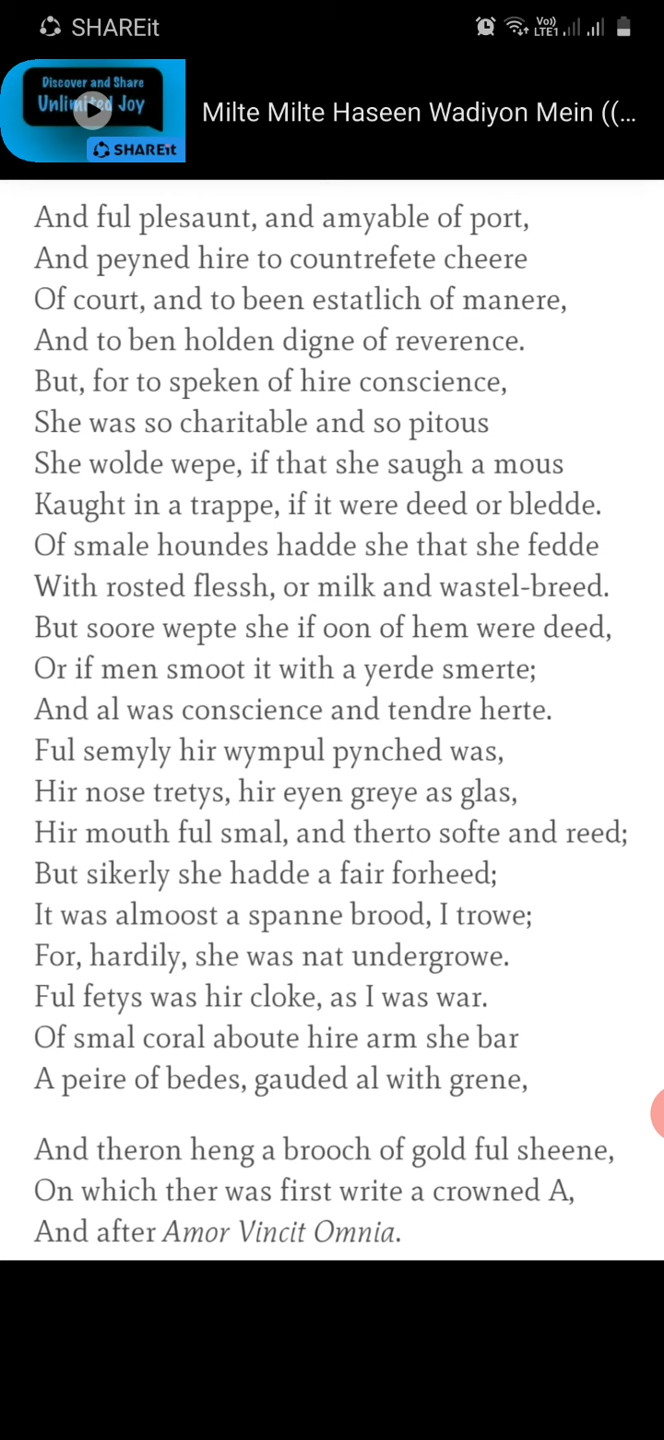 SHAREit
Vo))
LTE1
Discover and Share
Unlimited Joy
SHAREit
Milte Milte Haseen Wadiyon Mein ((...
And ful plesaunt, and amyable of port,
And peyned hire to countrefete cheere
Of court, and to been estatlich of manere,
And to ben holden digne of reverence.
But, for to speken of hire conscience,
She was so charitable and so pitous
She wolde wepe, if that she saugh a mous
Kaught in a trappe, if it were deed or bledde.
Of smale houndes hadde she that she fedde
With rosted flessh, or milk and wastel-breed.
But soore wepte she if oon of hem were deed,
Or if men smoot it with a yerde smerte;
And al was conscience and tendre herte.
Ful semyly hir wympul pynched was,
Hir nose tretys, hir eyen greye as glas,
Hir mouth ful smal, and therto softe and reed;
But sikerly she hadde a fair forheed;
It was almoost a spanne brood, I trowe;
For, hardily, she was nat undergrowe.
Ful fetys was hir cloke, as I was war.
Of smal coral aboute hire arm she bar
A peire of bedes, gauded al with grene,
And theron heng a brooch of gold ful sheene,
On which ther was first write a crowned A,
And after Amor Vincit Omnia.